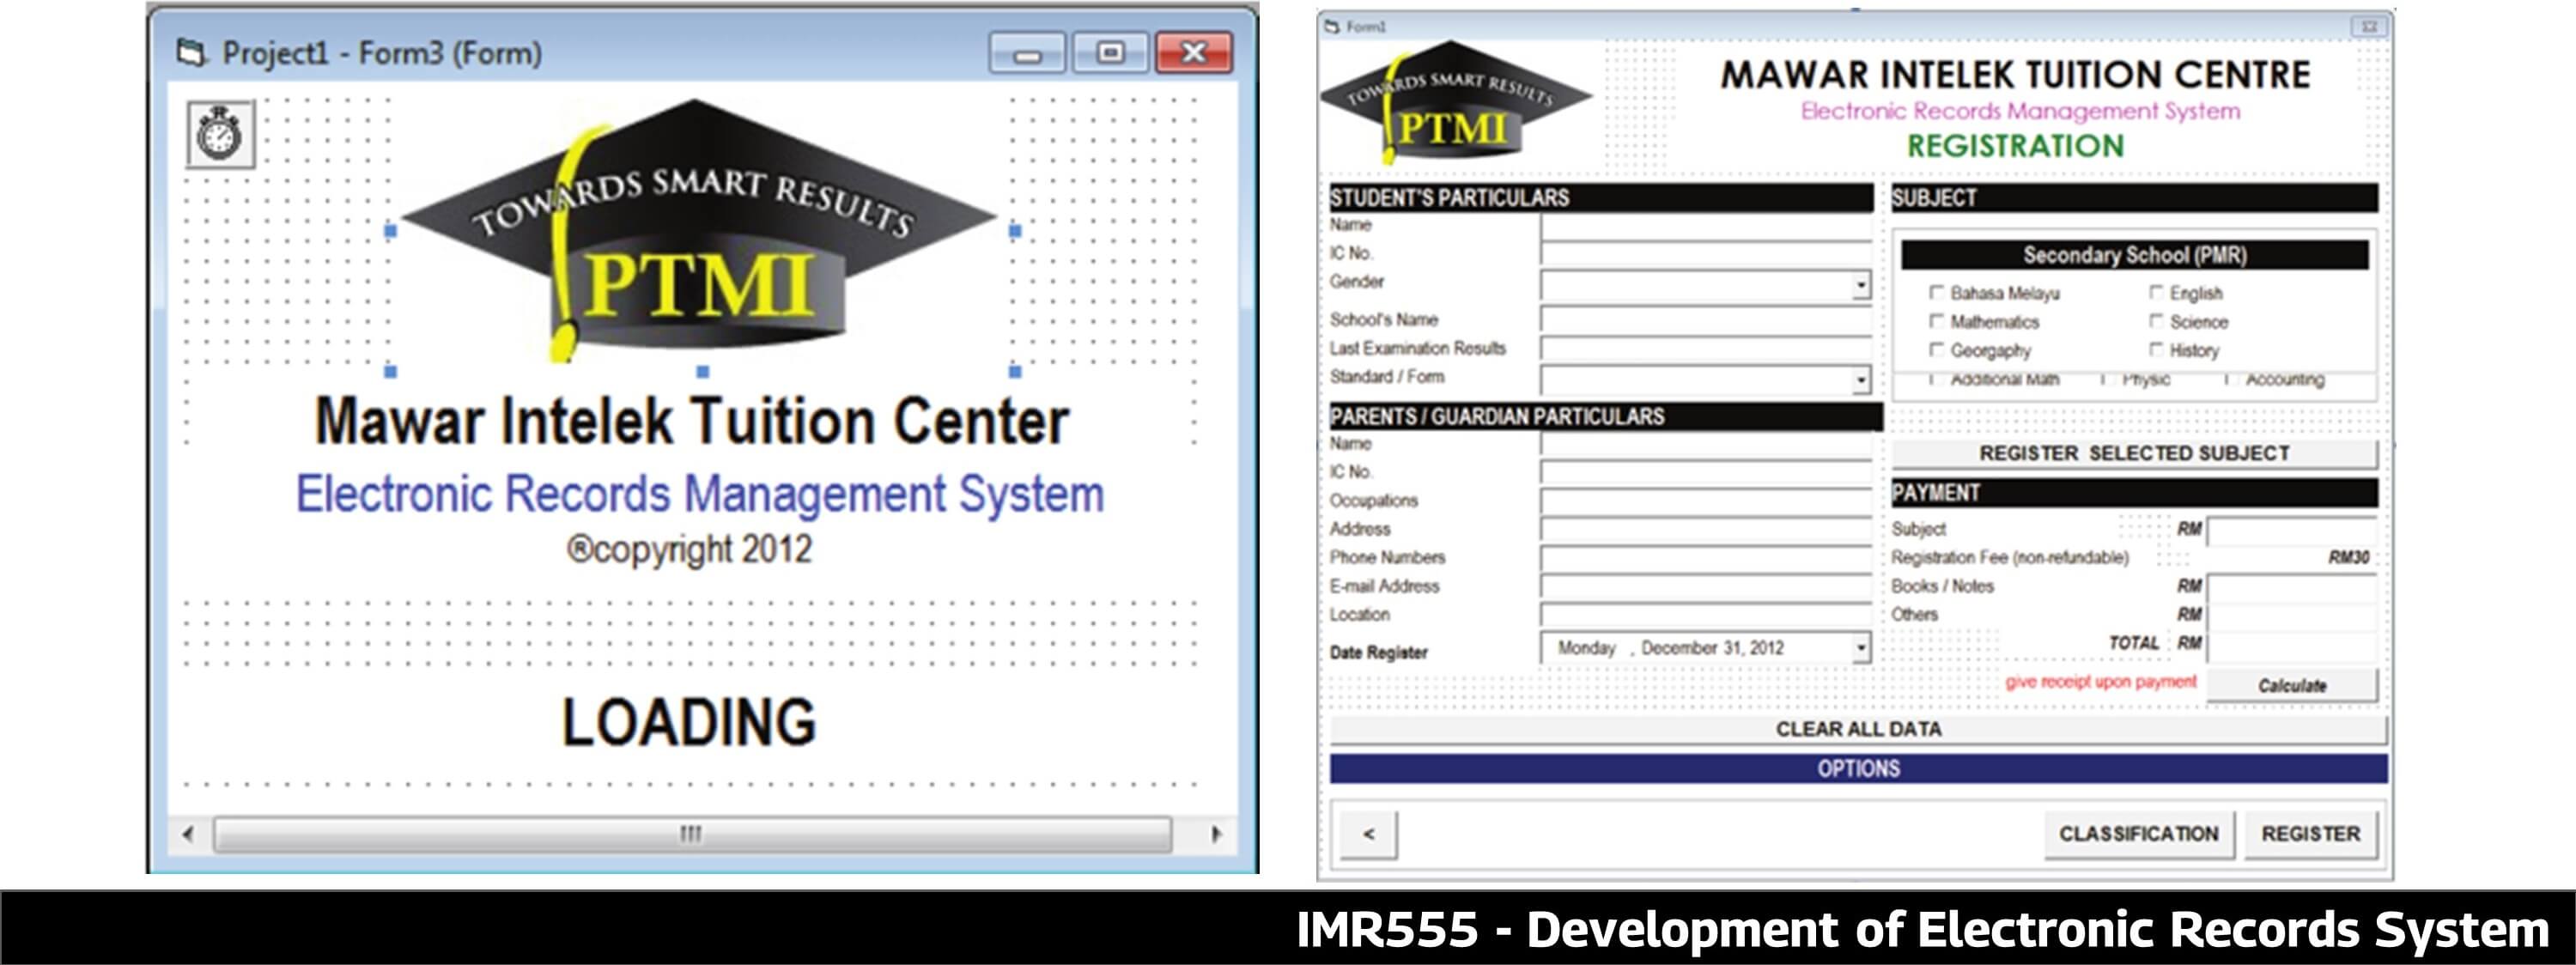 Project1 - Form3 (Form)
TOWARDS SMART RESULTS
PTMI
Mawar Intelek Tuition Center
Electronic Records Management System
®copyright 2012
LOADING
Form1
TOWARDS SMART RESULTS
PTMI
MAWAR INTELEK TUITION CENTRE
Electronic Records Management System
REGISTRATION
STUDENT'S PARTICULARS
Name
IC No.
Gender
School's Name
Last Examination Results
Standard / Form
PARENTS / GUARDIAN PARTICULARS
Name
IC No.
Occupations
Address
Phone Numbers
E-mail Address
Location
Date Register Monday , December 31, 2012
SUBJECT
Secondary School (PMR)
Bahasa Melayu English
Mathematics Science
Georgaphy History
Additional Math Physic Accounting
REGISTER SELECTED SUBJECT
PAYMENT
Subject RM
Registration Fee (non-refundable) RM30
Books / Notes RM
Others RM
TOTAL RM
give receipt upon payment Calculate
CLEAR ALL DATA
OPTIONS
< CLASSIFICATION REGISTER
IMR555 - Development of Electronic Records System